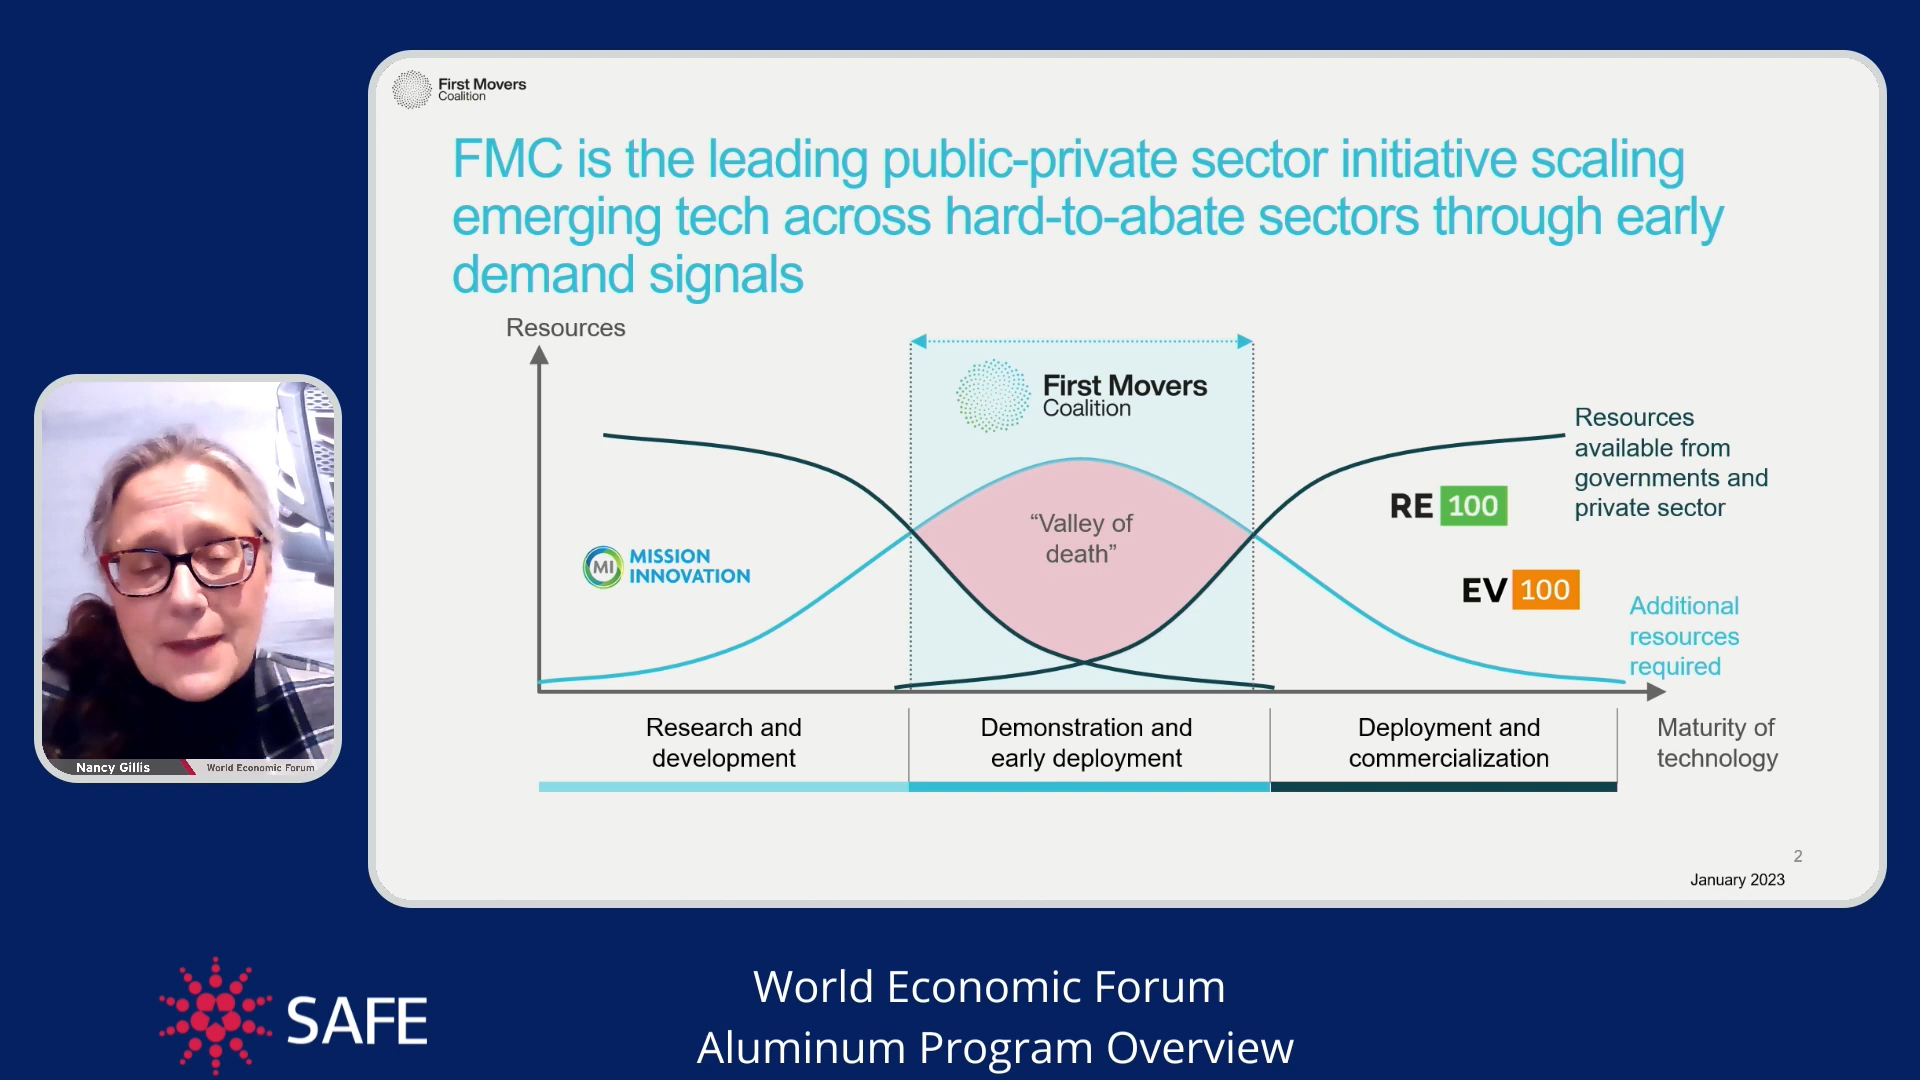 First Movers
Coalition
FMC is the leading public-private sector initiative scaling
emerging tech across hard-to-abate sectors through early
demand signals
Resources
First Movers
Coalition
Resources
available from
governments and
private sector
RE 100
“Valley of
death”
MI MISSION
INNOVATION
EV 100
Additional
resources
required
Research and
development
Demonstration and
early deployment
Deployment and
commercialization
Maturity of
technology
2
January 2023
Nancy Gillis World Economic Forum
SAFE
World Economic Forum
Aluminum Program Overview